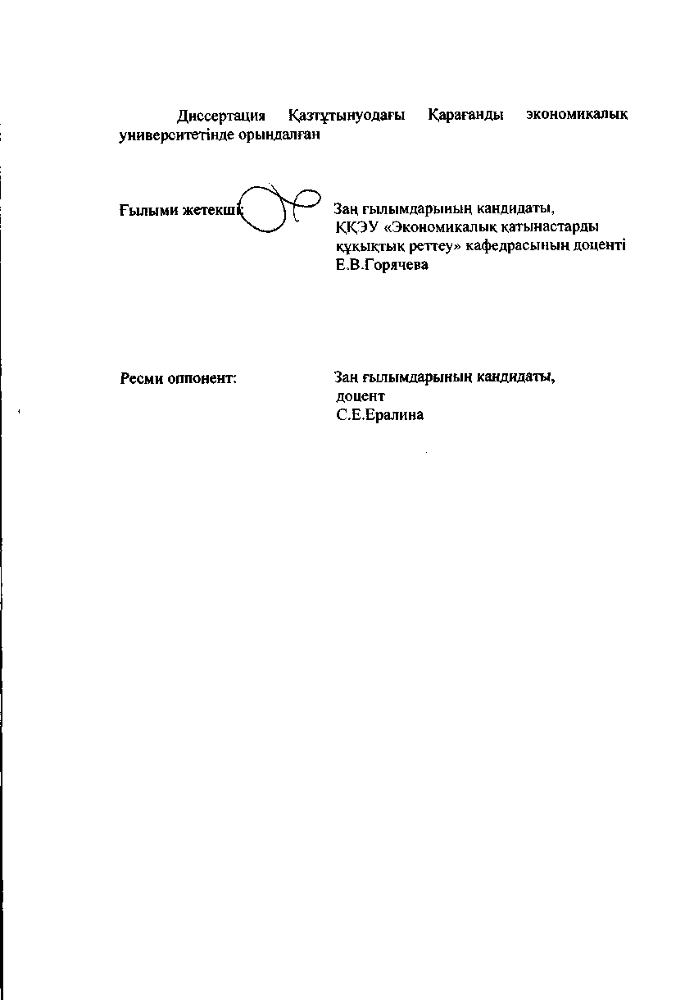 Диссертация Қазтұтынуодағы Қарағанды экономикалық
университетінде орындалған
Ғылыми жетекші:
Заң ғылымдарының кандидаты,
ҚҚЭУ «Экономикалық қатынастарды
құқықтық реттеу» кафедрасының доценті
Е.В.Горячева
Ресми оппонент:
Заң ғылымдарының кандидаты,
доцент
С.Е.Ералина